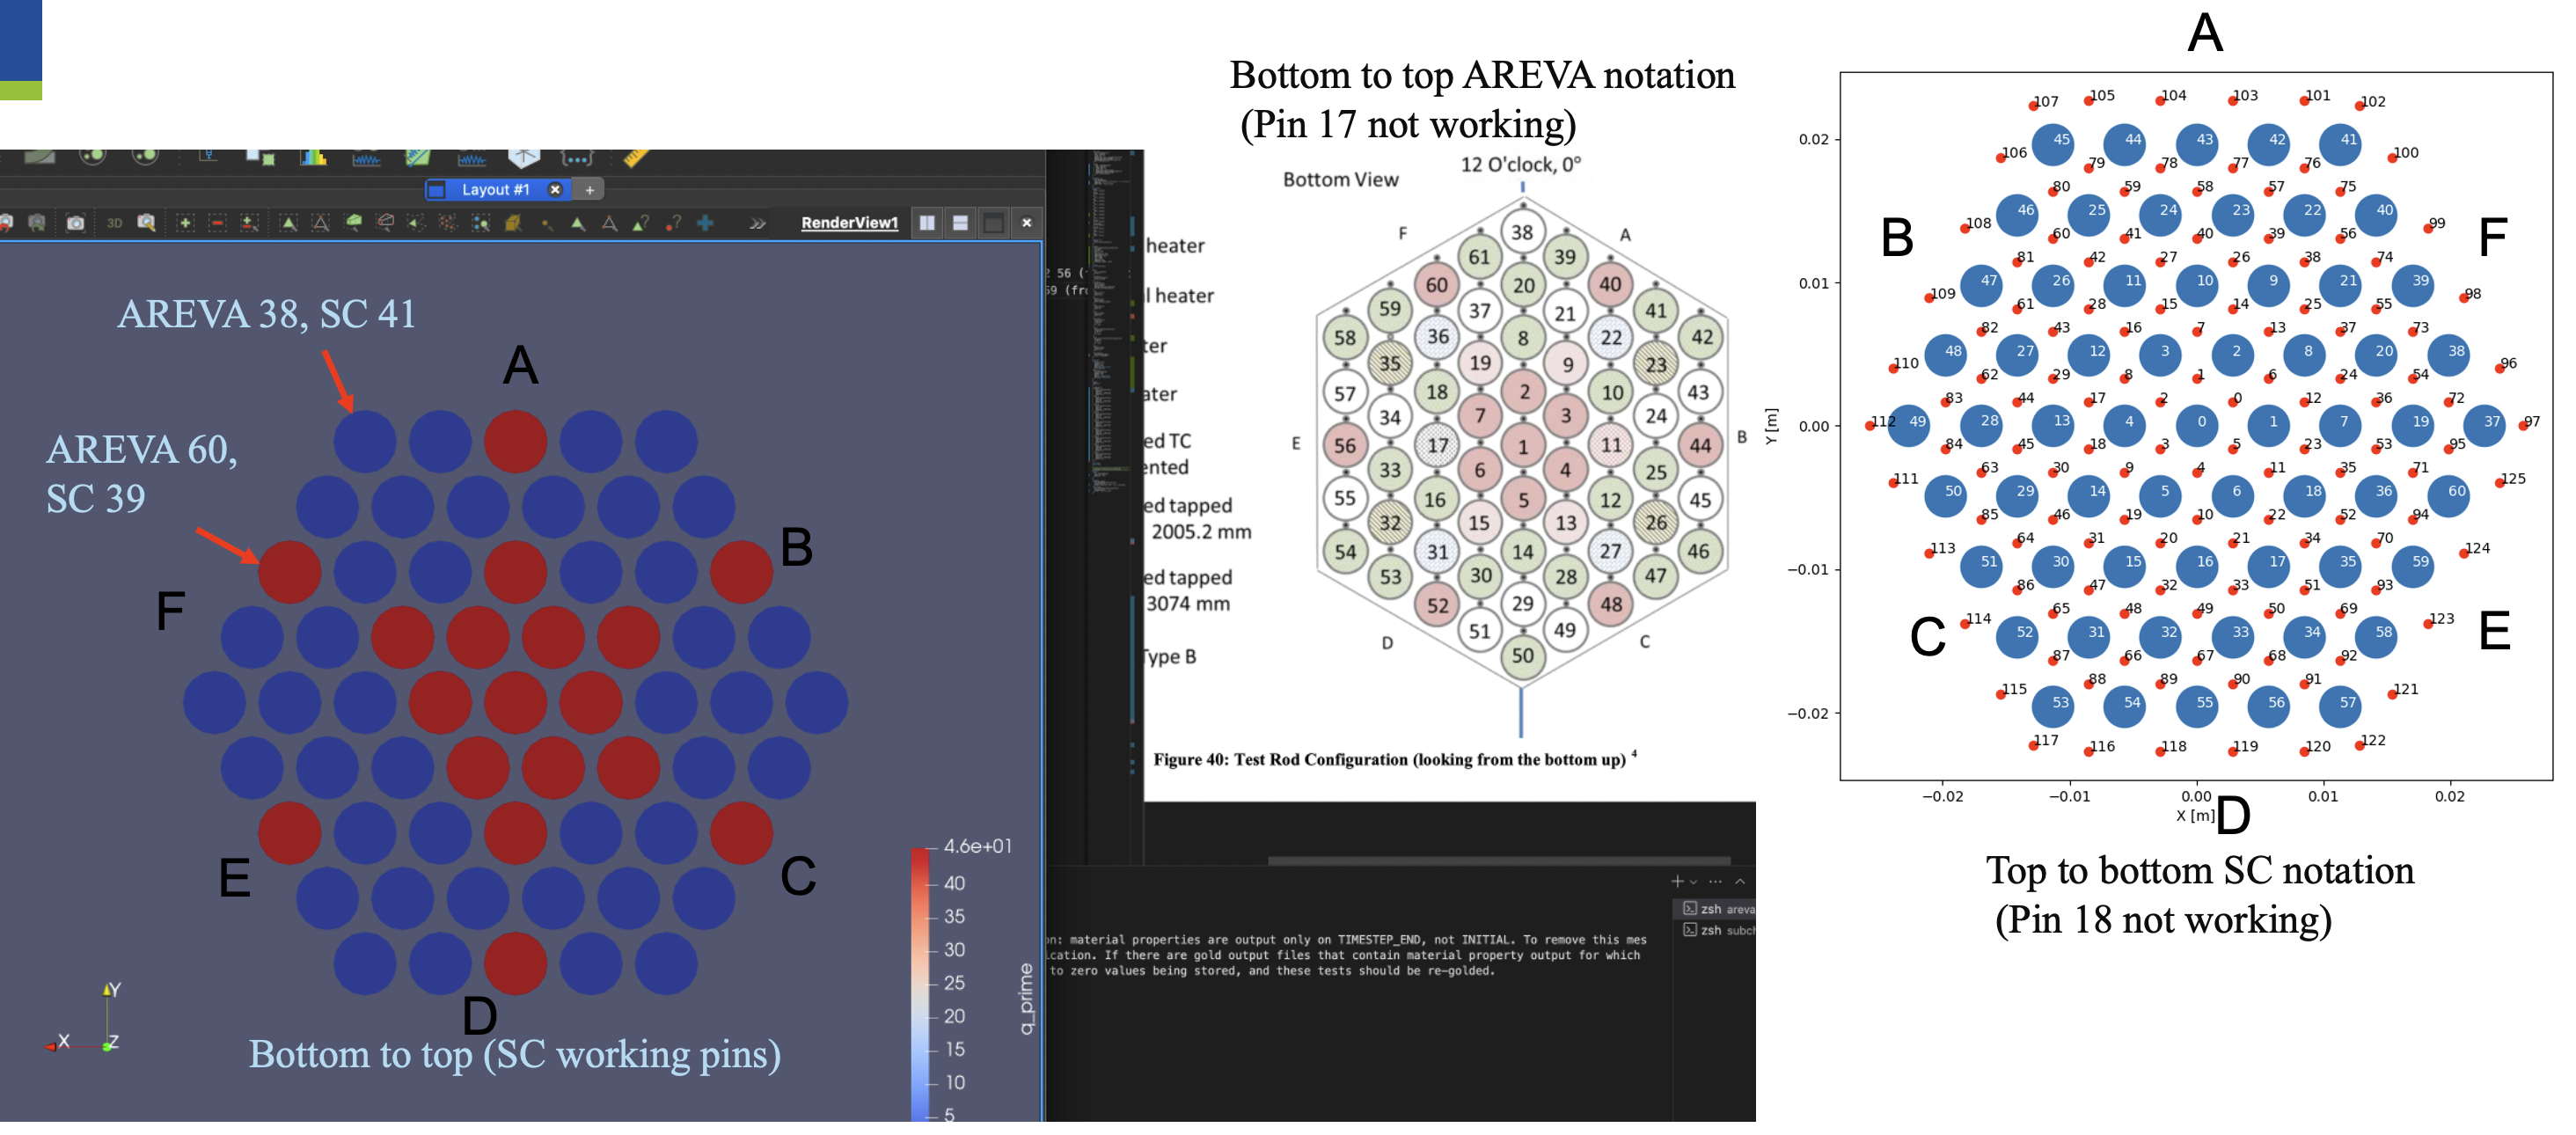 Bottom to top AREVA notation
(Pin 17 not working)
Layout #1
RenderView1
AREVA 38, SC 41
AREVA 60,
SC 39
A
B
F
E
C
D
Bottom to top (SC working pins)
Y
X
Z
4.6e+01
40
35
30
25
20
15
10
5
q_prime
2 56 (
59 (fr
heater
l heater
ter
ater
ed TC
ented
ed tapped
2005.2 mm
ed tapped
3074 mm
Type B
Bottom View
12 O'clock, 0°
F
A
E
B
D
C
38
61 39
60 20 40
59 37 21 41
58 36 8 22 42
35 19 9 23
57 18 2 10 43
34 7 3 24
56 17 1 11 44
33 6 4 25
55 16 5 12 45
32 15 13 26
54 31 14 27 46
53 30 28 47
52 29 48
51 49
50
Figure 40: Test Rod Configuration (looking from the bottom up) 4
zsh areva
zsh subch
on: material properties are output only on TIMESTEP_END, not INITIAL. To remove this mes
ication. If there are gold output files that contain material property output for which
to zero values being stored, and these tests should be re-golded.
A
B
F
C
E
D
107 105 104 103 101 102
45 44 43 42 41
106 79 78 77 76 100
80 59 58 57 75
46 25 24 23 22 40
108 60 41 40 39 56 99
81 42 27 26 38 74
47 26 11 10 9 21 39
109 61 28 15 14 25 55 98
82 43 16 7 13 37 73
48 27 12 3 2 8 20 38
110 62 29 8 1 6 24 54 96
83 44 17 2 0 12 36 72
112 49 28 13 4 0 1 7 19 37 97
84 45 18 3 5 23 53 95
111 63 30 9 4 11 35 71 125
50 29 14 5 6 18 36 60
85 46 19 10 22 52 94
64 31 20 21 34 70
113 51 30 15 16 17 35 59 124
86 47 32 33 51 93
114 65 48 49 50 69 123
52 31 32 33 34 58
87 66 67 68 92
115 88 89 90 91 121
53 54 55 56 57
117 116 118 119 120 122
0.02
0.01
0.00
−0.01
−0.02
Y [m]
−0.02 −0.01 0.00 0.01 0.02
X [m]
Top to bottom SC notation
(Pin 18 not working)